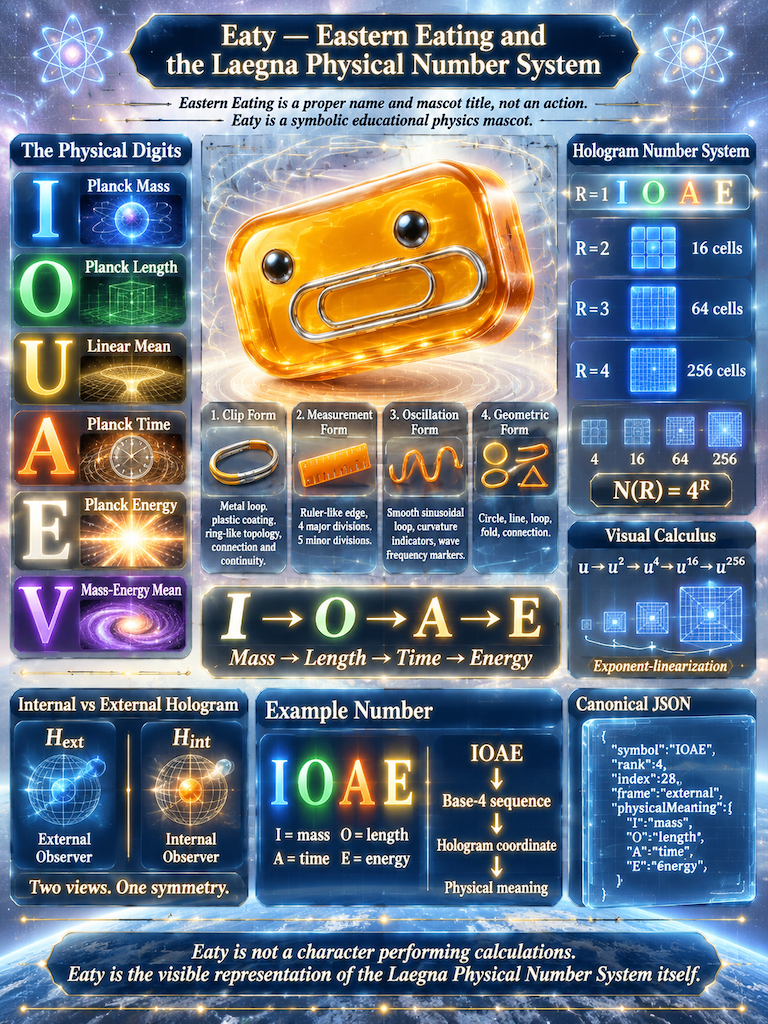 Eaty — Eastern Eating and
the Laegna Physical Number System
Eastern Eating is a proper name and mascot title, not an action.
Eaty is a symbolic educational physics mascot.
The Physical Digits
I
Planck Mass
O
Planck Length
U
Linear Mean
A
Planck Time
E
Planck Energy
V
Mass-Energy Mean
1. Clip Form
Metal loop,
plastic coating,
ring-like topology,
connection and
continuity.
2. Measurement
Form
Ruler-like edge,
4 major divisions,
5 minor divisions.
3. Oscillation
Form
Smooth sinusoidal
loop, curvature
indicators, wave
frequency markers.
4. Geometric
Form
Circle, line, loop,
fold, connection.
I → O → A → E
Mass → Length → Time → Energy
Hologram Number System
R=1 I O A E
R=2 16 cells
R=3 64 cells
R=4 256 cells
4 16 64 256
N(R) = 4ᴿ
Visual Calculus
u → u² → u⁴ → u¹⁶ → u²⁵⁶
Exponent-linearization
Internal vs External Hologram
Hext
External
Observer
Hint
Internal
Observer
Two views. One symmetry.
Example Number
IOAE
I = mass O = length
A = time E = energy
IOAE
↓
Base-4 sequence
↓
Hologram coordinate
↓
Physical meaning
Canonical JSON
{
"symbol":"IOAE",
"rank":4,
"index":28,,
"frame":"external",
"physicalMeaning":{
"I":"mass",
"O":"length",
"A":"time",
"E":"energy",
}
Eaty is not a character performing calculations.
Eaty is the visible representation of the Laegna Physical Number System itself.